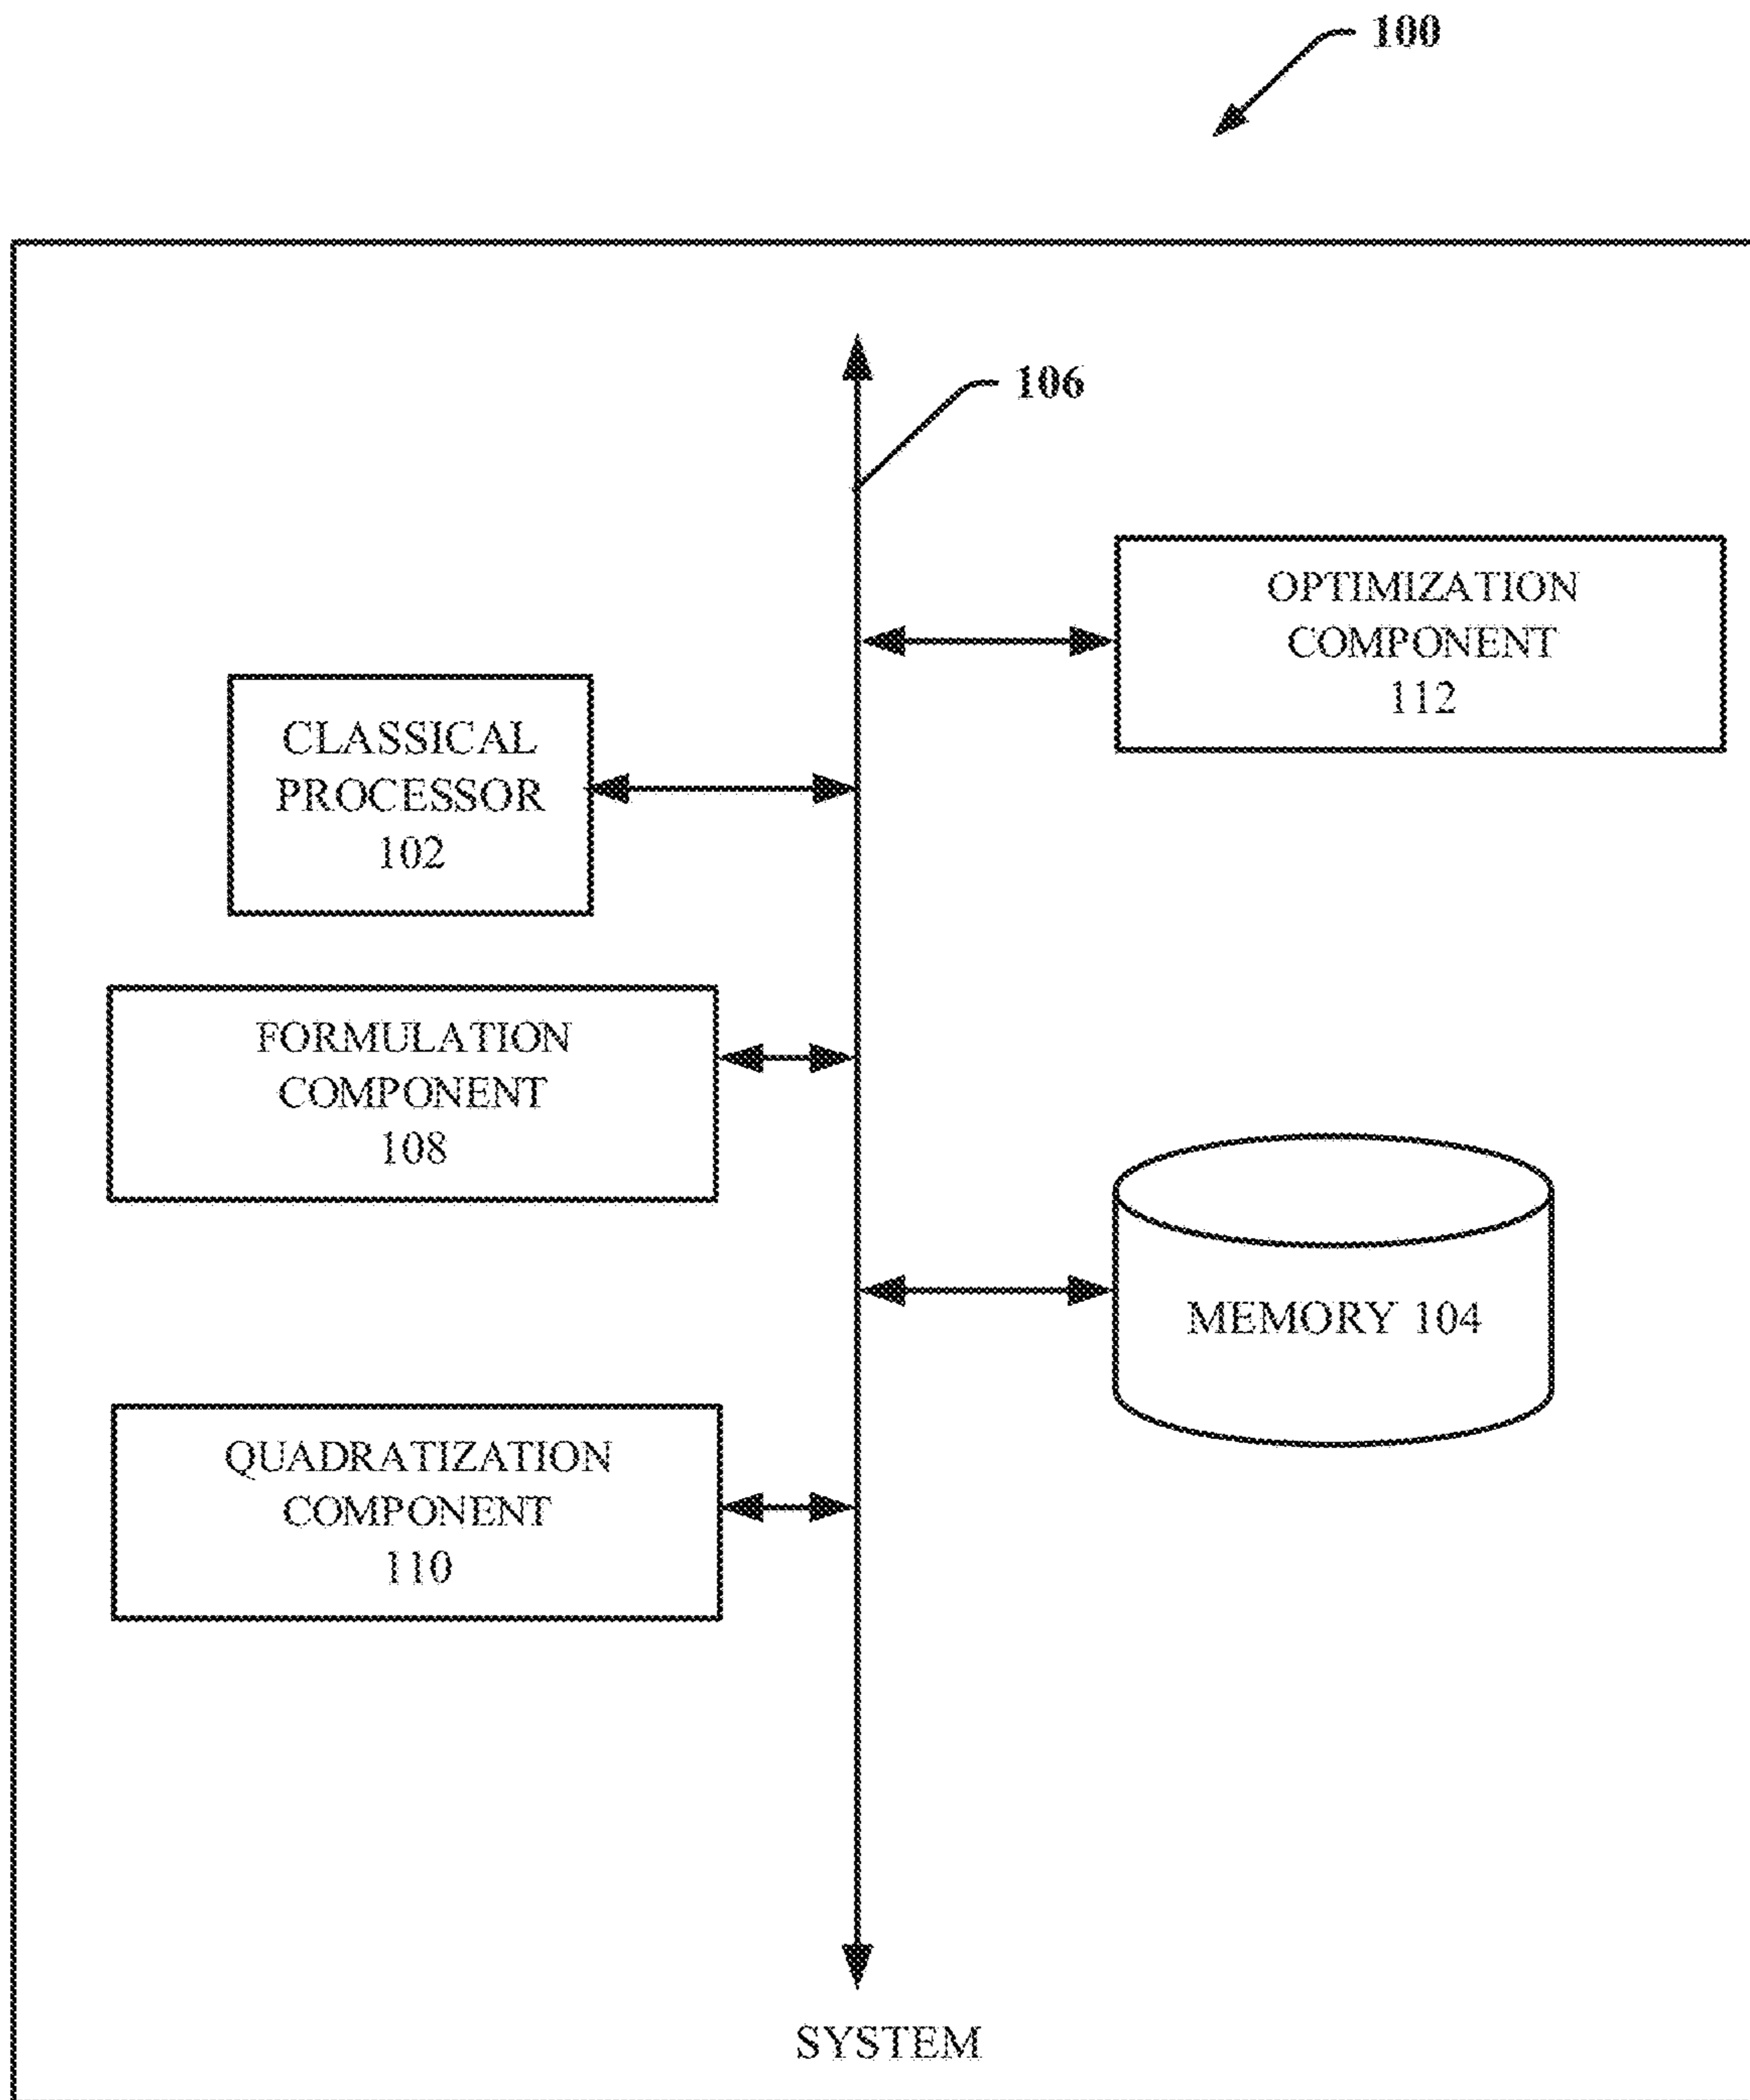 100
106
OPTIMIZATION
COMPONENT
112
CLASSICAL
PROCESSOR
102
FORMULATION
COMPONENT
108
MEMORY 104
QUADRATIZATION
COMPONENT
110
SYSTEM